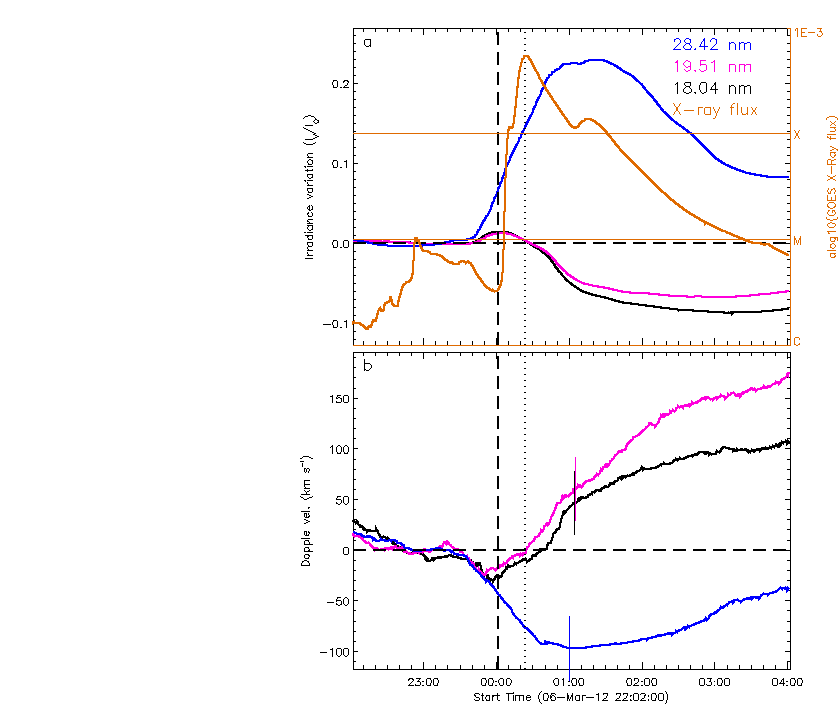 a
28.42 nm
19.51 nm
18.04 nm
X-ray flux
0.2
0.1
0.0
-0.1
Irradiance variation
1E-3
X
M
C
alog10(GOES X-Ray flux)
b
150
100
50
0
-50
-100
Dopple vel. (km s⁻¹)
23:00 00:00 01:00 02:00 03:00 04:00
Start Time (06-Mar-12 22:02:00)